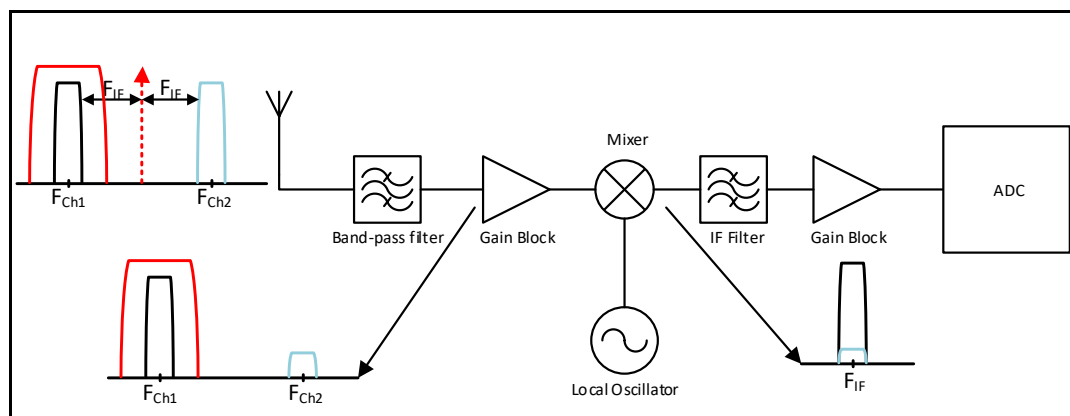 F_IF F_IF
F_Ch1 F_Ch2
Mixer
ADC
Band-pass filter Gain Block IF Filter Gain Block
F_Ch1 F_Ch2
Local Oscillator
F_IF